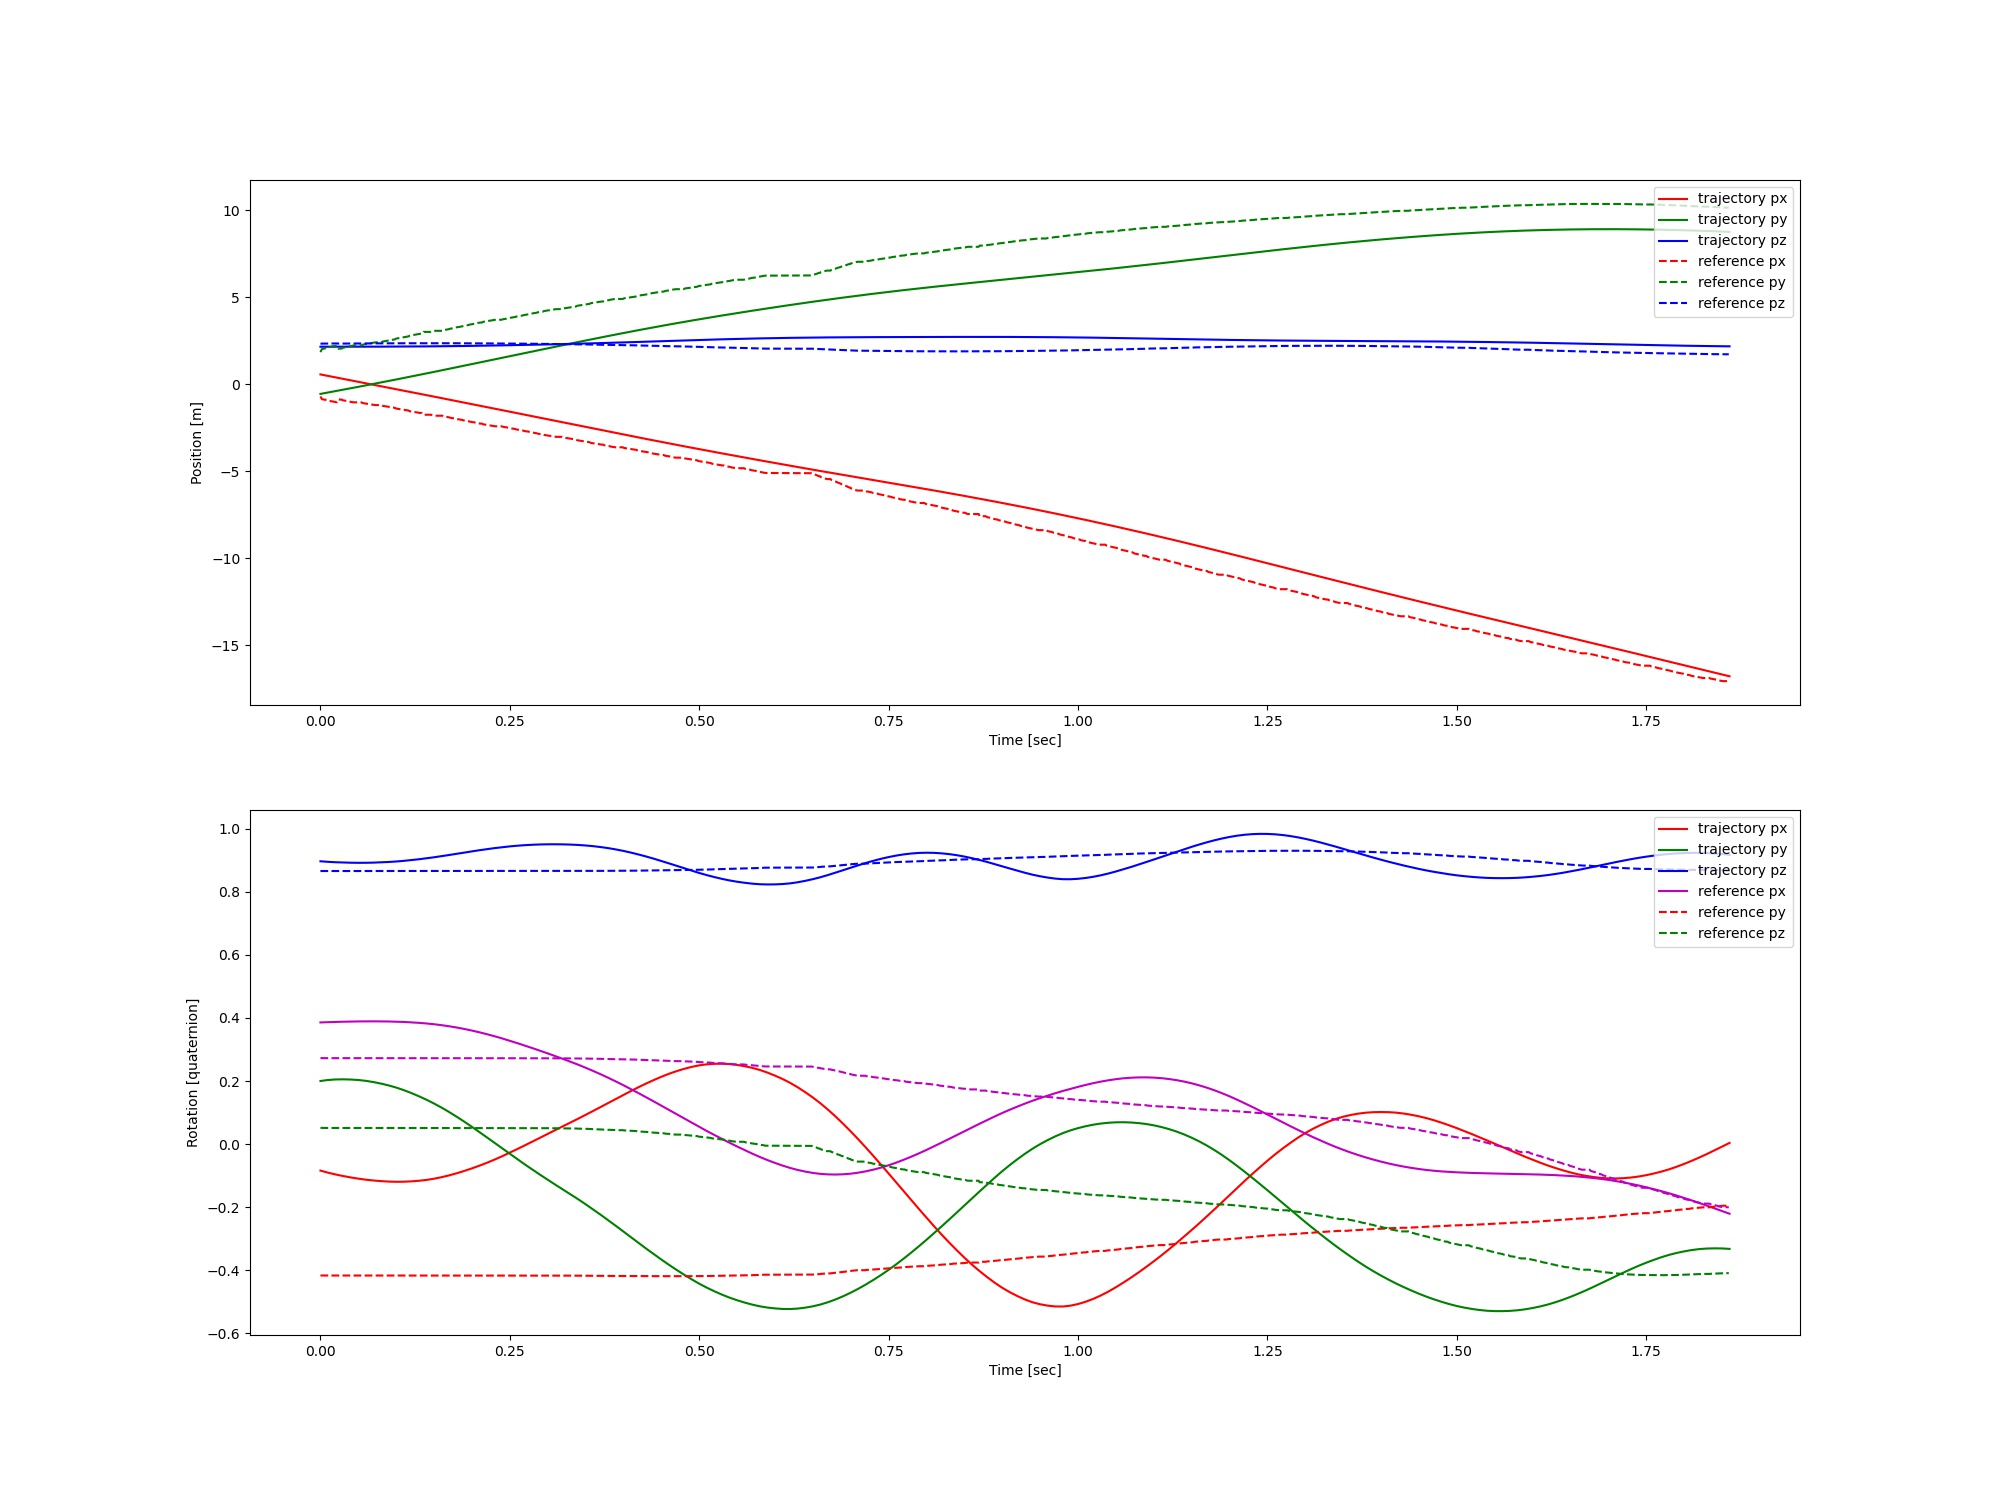 10
5
0
−5
−10
−15
Position [m]
0.00 0.25 0.50 0.75 1.00 1.25 1.50 1.75
Time [sec]
trajectory px
trajectory py
trajectory pz
reference px
reference py
reference pz
1.0
0.8
0.6
0.4
0.2
0.0
−0.2
−0.4
−0.6
Rotation [quaternion]
0.00 0.25 0.50 0.75 1.00 1.25 1.50 1.75
Time [sec]
trajectory px
trajectory py
trajectory pz
reference px
reference py
reference pz